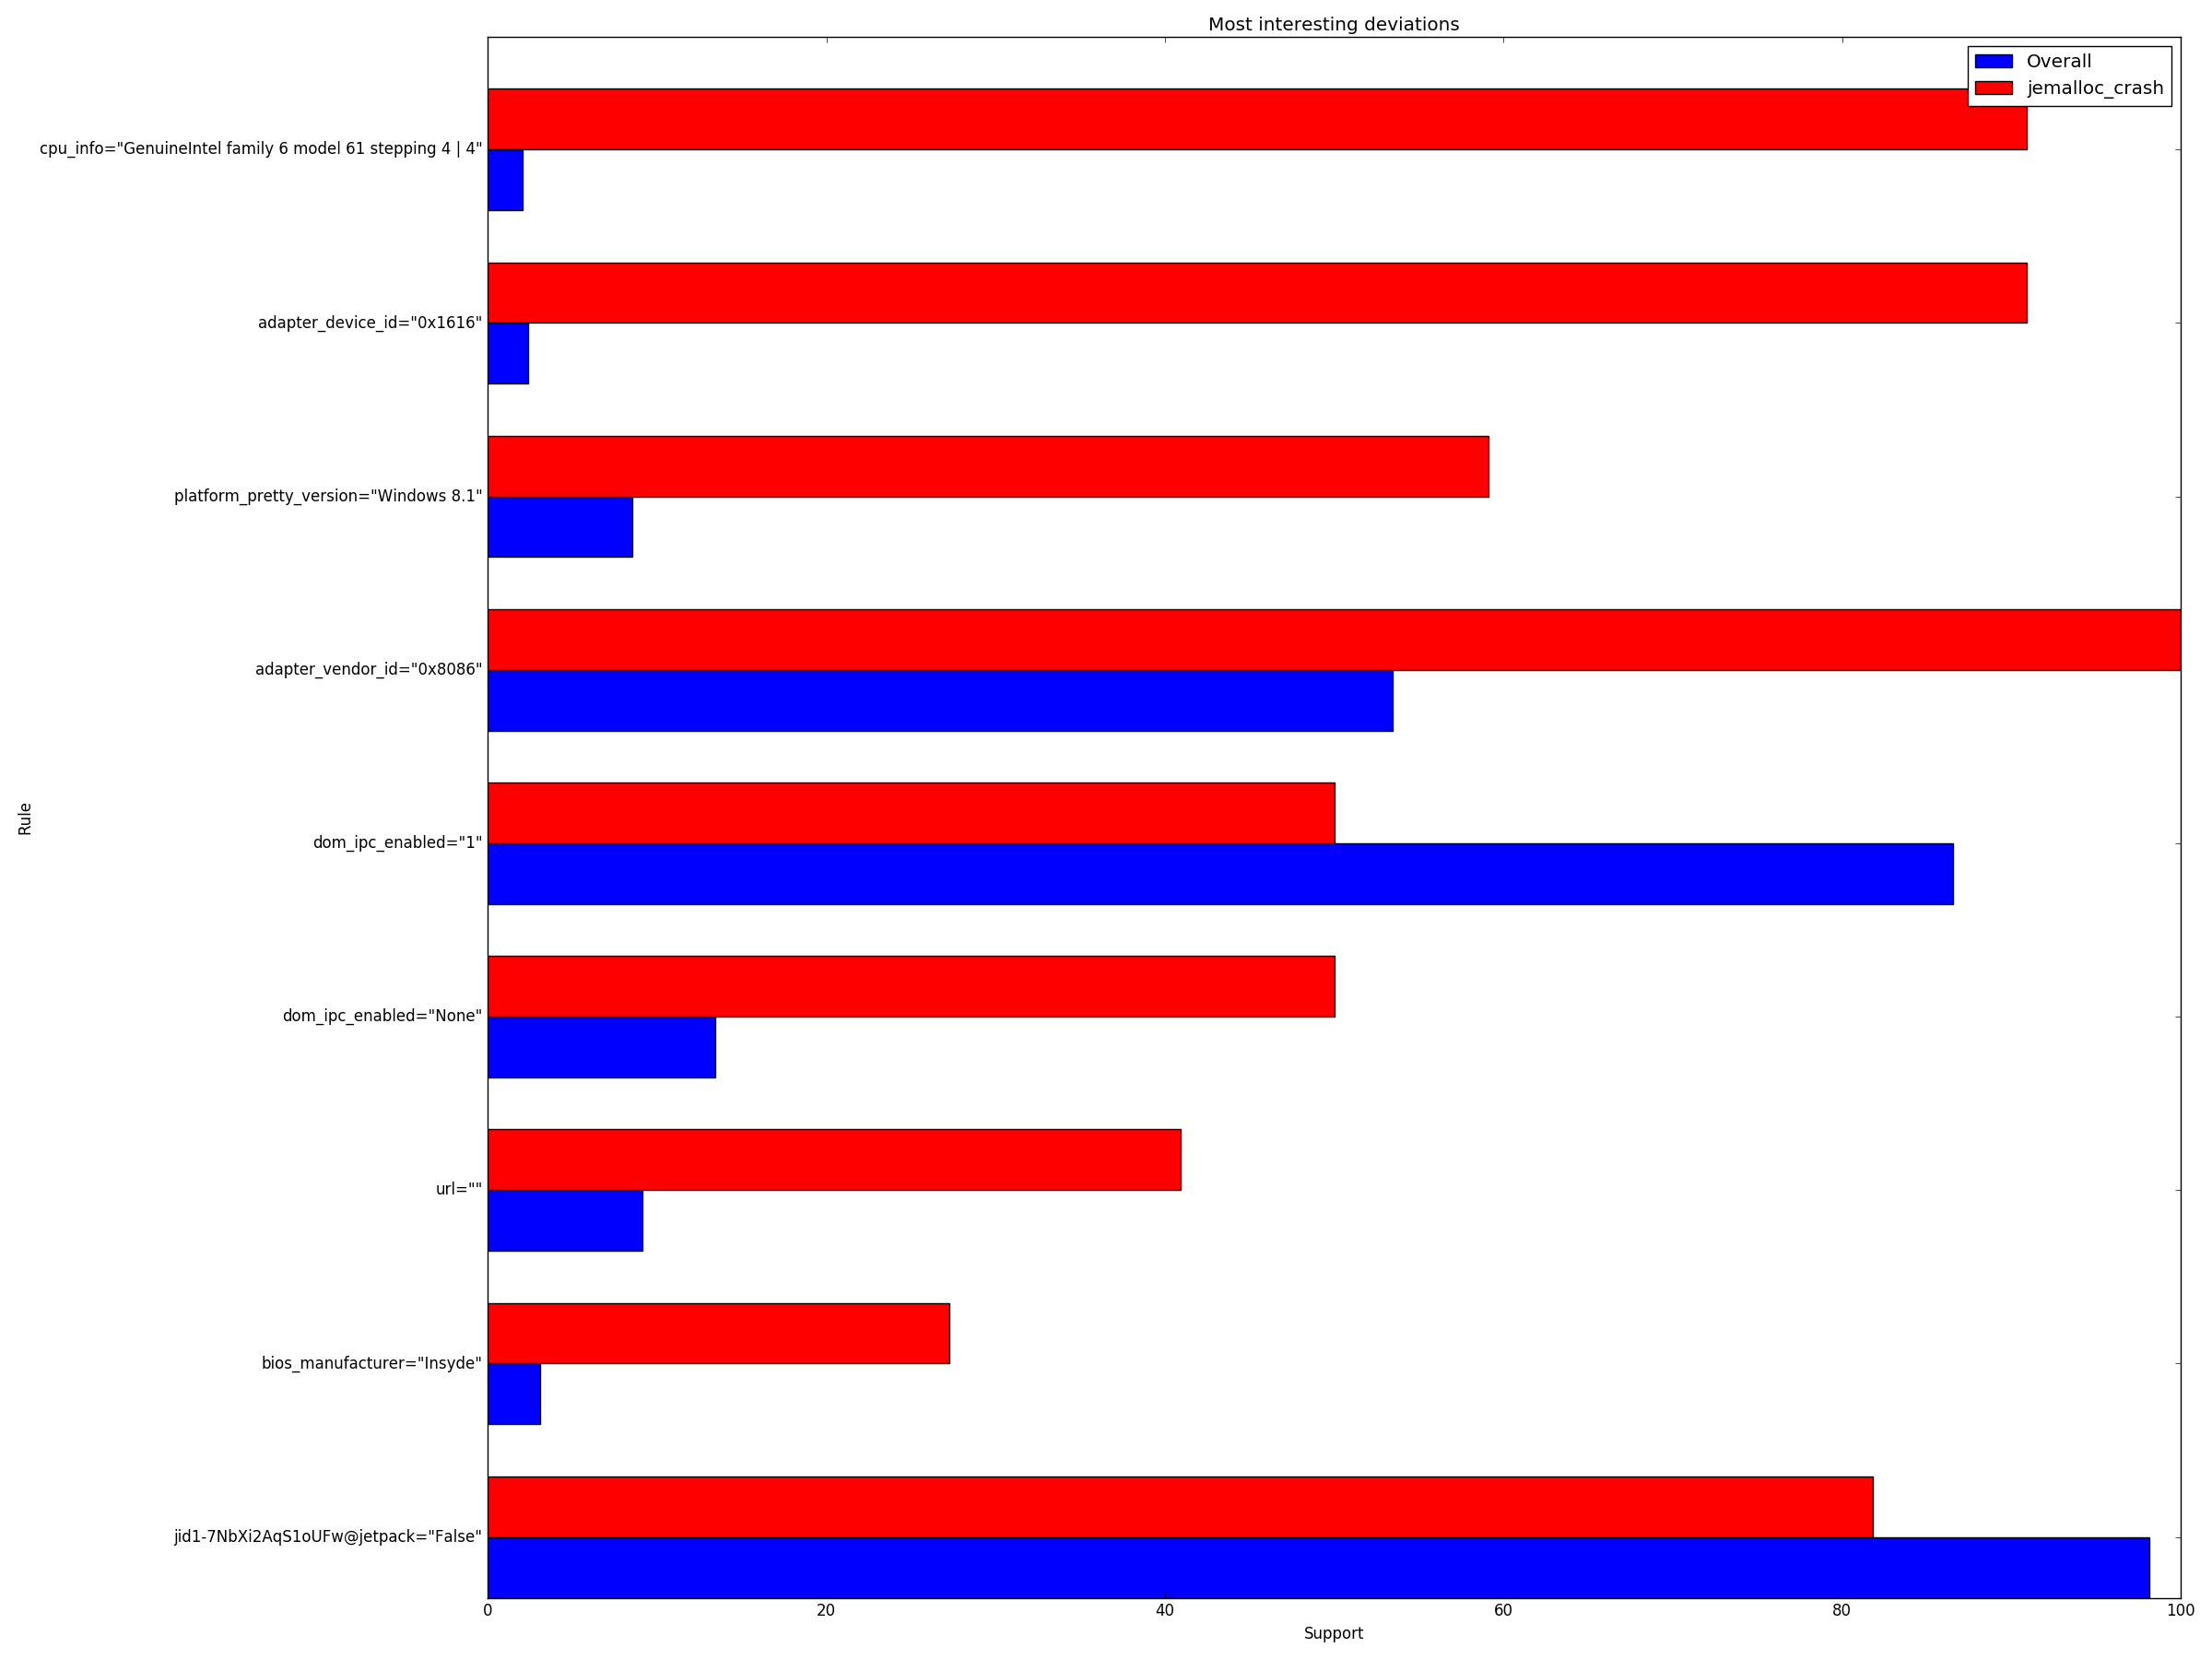 Most interesting deviations
Overall
jemalloc_crash
cpu_info="GenuineIntel family 6 model 61 stepping 4 | 4"
adapter_device_id="0x1616"
platform_pretty_version="Windows 8.1"
adapter_vendor_id="0x8086"
Rule
dom_ipc_enabled="1"
dom_ipc_enabled="None"
url=""
bios_manufacturer="Insyde"
jid1-7NbXi2AqS1oUFw@jetpack="False"
0 20 40 60 80 100
Support